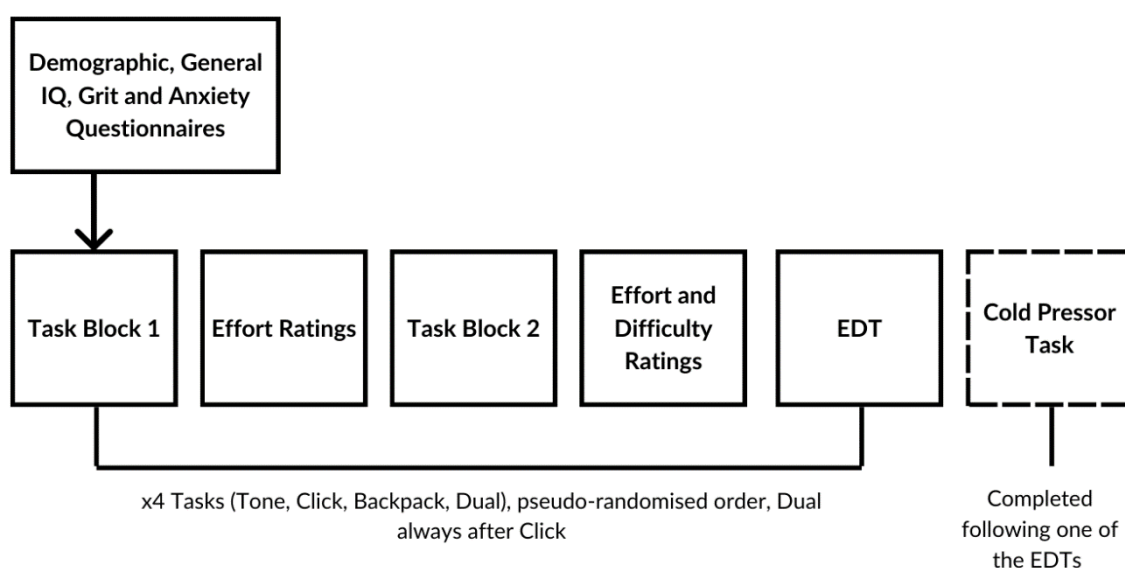 Demographic, General
IQ, Grit and Anxiety
Questionnaires
Task Block 1
Effort Ratings
Task Block 2
Effort and
Difficulty
Ratings
EDT
Cold Pressor
Task
x4 Tasks (Tone, Click, Backpack, Dual), pseudo-randomised order, Dual
always after Click
Completed
following one of
the EDTs